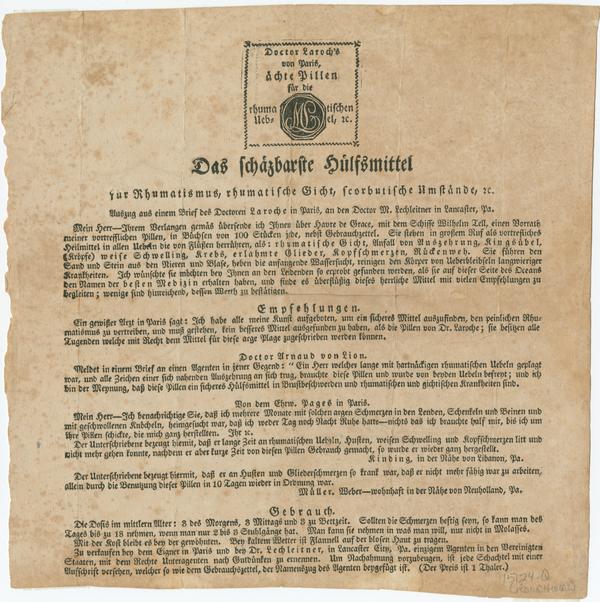 Doctor Laroch's
von Paris,
ächte Pillen
für die
rhuma tischen
Ueb= el, ꝛc.
Das schäzbarste Hülfsmittel
für Rhumatismus, rhumatische Gicht, scorbutische Umstände, ꝛc.
Auszug aus einem Brief des Doctoren Laroche in Paris, an den Doctor M. Lechleitner in Lancaster, Pa.
Mein Herr—Ihrem Verlangen gemäs übersende ich Ihnen über Havre de Grace, mit dem Schiffe Wilhelm Tell, einen Vorrath
meiner vortrefflichen Pillen, in Büchsen von 100 Stücken jede, nebst Gebrauchzettel. Sie stehen in großem Ruf als vortreffliches
Heilmittel in allen Uebeln die von Flüßen herrühren, als: rhumatische Gicht, Anfall von Auszehrung, Kingsübel,
(Kröpfe) weise Schwelling, Krebs, erlahmte Glieder, Kopfschmerzen, Rückenweh. Sie führen den
Sand und Stein aus den Nieren und Blase, heben die anfangende Wassersucht, reinigen den Körper von Ueberbleibseln langwieriger
Krankheiten. Ich wünschte sie möchten bey Ihnen an den Leidenden so erprobt gefunden werden, als sie auf dieser Seite des Oceans
den Namen der besten Medizin erhalten haben, und finde es überflüssig dieses herrliche Mittel mit vielen Empfehlungen zu
begleiten; wenige sind hinreichend, dessen Werth zu bestätigen.
Empfehlungen.
Ein gewißer Arzt in Paris sagt: Ich habe alle meine Kunst aufgeboten, um ein sicheres Mittel auszufinden, den peinlichen Rhu-
matismus zu vertreiben, und muß gestehen, kein besseres Mittel ausgefunden zu haben, als die Pillen von Dr. Laroche; sie besitzen alle
Tugenden welche mit Recht dem Mittel für diese arge Plage zugeschrieben werden können.
Doctor Arnaud von Lion.
Meldet in einem Brief an einen Agenten in jener Gegend: "Ein Herr welcher lange mit hartnäckigen rhumatischen Uebeln geplagt
war, und alle Zeichen einer sich nahenden Auszehrung an sich trug, brauchte diese Pillen und wurde von beyden Uebeln befreyt; und ich
bin der Meynung, daß diese Pillen ein sicheres Hülfsmittel in Brustbeschwerden und rhumatischen und gichtischen Krankheiten sind.
Von dem Ehrw. Pages in Paris.
Mein Herr—Ich benachrichtige Sie, daß ich mehrere Monate mit solchen argen Schmerzen in den Lenden, Schenkeln und Beinen und
mit geschwollenen Knöcheln, heimgesucht war, daß ich weder Tag noch Nacht Ruhe hatte—nichts das ich brauchte half mir, bis ich um
Ihre Pillen schickte, die mich ganz herstellten. Ihr ꝛc.
Der Unterschriebene bezeugt hiermit, daß er lange Zeit an rhumatischen Uebeln, Husten, weisen Schwelling und Kopfschmerzen litt und
nicht mehr gehen konnte, nachdem er aber kurze Zeit von diesen Pillen Gebrauch gemacht, so wurde er wieder ganz hergestellt.
Kinding, in der Nähe von Libanon, Pa.
Der Unterschriebene bezeugt hiermit, daß er an Husten und Gliederschmerzen so krank war, daß er nicht mehr fähig war zu arbeiten,
allein durch die Benutzung dieser Pillen in 10 Tagen wieder in Ordnung war.
Müller, Weber—wohnhaft in der Nähe von Neuholland, Pa.
Gebrauch.
Die Dosis im mittlern Alter: 3 des Morgens, 3 Mittags und 3 zu Bettzeit. Sollten die Schmerzen heftig seyn, so kann man des
Tages bis zu 18 nehmen, wann man nur 2 bis 3 Stuhlgänge hat. Man kann sie nehmen in was man will, nur nicht in Molasses.
Mit der Kost bleibt es bey der gewöhnten. Bey kaltem Wetter ist Flannell auf der blosen Haut zu tragen.
Zu verkaufen bey dem Eigner in Paris und bey Dr. Lechleitner, in Lancaster City, Pa. einzigem Agenten in den Vereinigten
Staaten, mit dem Rechte Unteragenten nach Gutdünken zu ernennen. Um Nachahmung vorzubeugen, ist jede Schachtel mit einer
Aufschrift versehen, welcher so wie dem Gebrauchszettel, der Namenszug des Agenten beygefügt ist. (Der Preis ist 1 Thaler.)